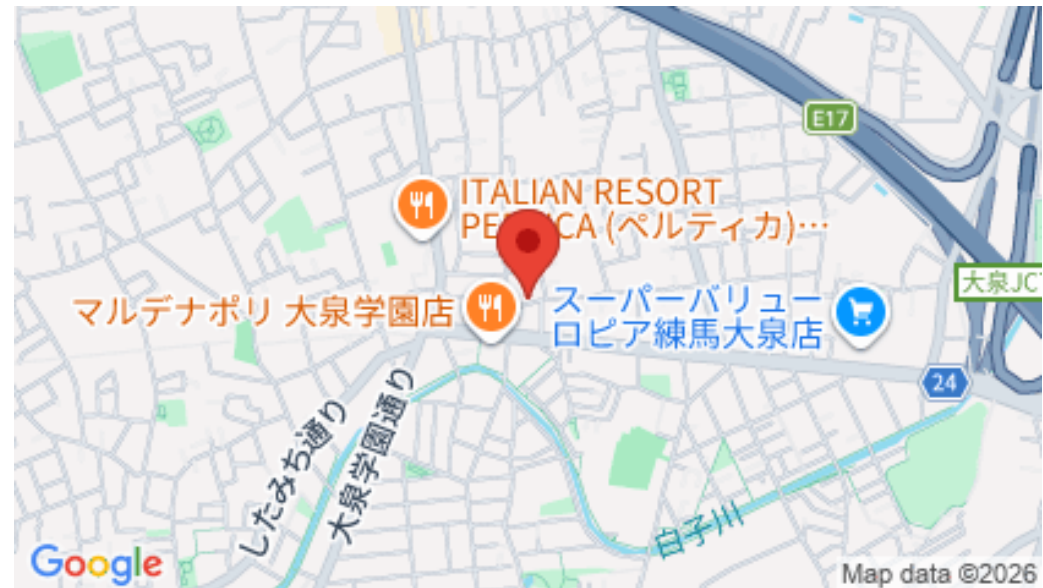 E17
ITALIAN RESORT
CA (ペルティカ)…
大泉JC
マルデナポリ 大泉学園店
スーパーバリュー
ロピア練馬大泉店
24
したみち通り
大泉学園通り
白子川
Google
Map data ©2026